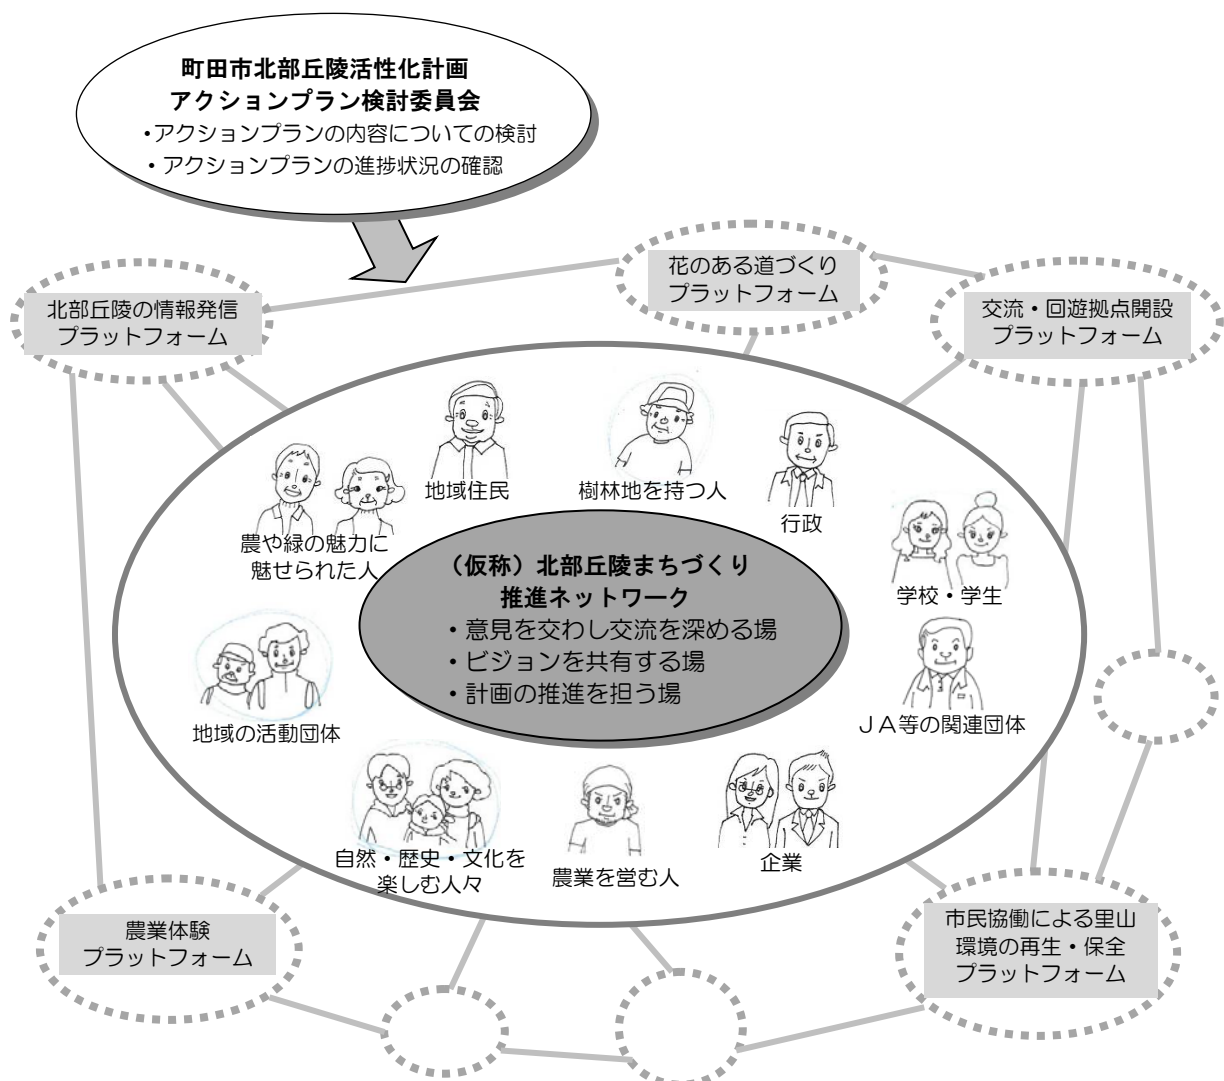 町田市北部丘陵活性化計画
アクションプラン検討委員会
・アクションプランの内容についての検討
・アクションプランの進捗状況の確認
花のある道づくり
プラットフォーム
北部丘陵の情報発信
プラットフォーム
交流・回遊拠点開設
プラットフォーム
地域住民
樹林地を持つ人
行政
農や緑の魅力に
魅せられた人
学校・学生
（仮称）北部丘陵まちづくり
推進ネットワーク
・意見を交わし交流を深める場
・ビジョンを共有する場
・計画の推進を担う場
地域の活動団体
ＪＡ等の関連団体
自然・歴史・文化を
楽しむ人々
農業を営む人
企業
農業体験
プラットフォーム
市民協働による里山
環境の再生・保全
プラットフォーム